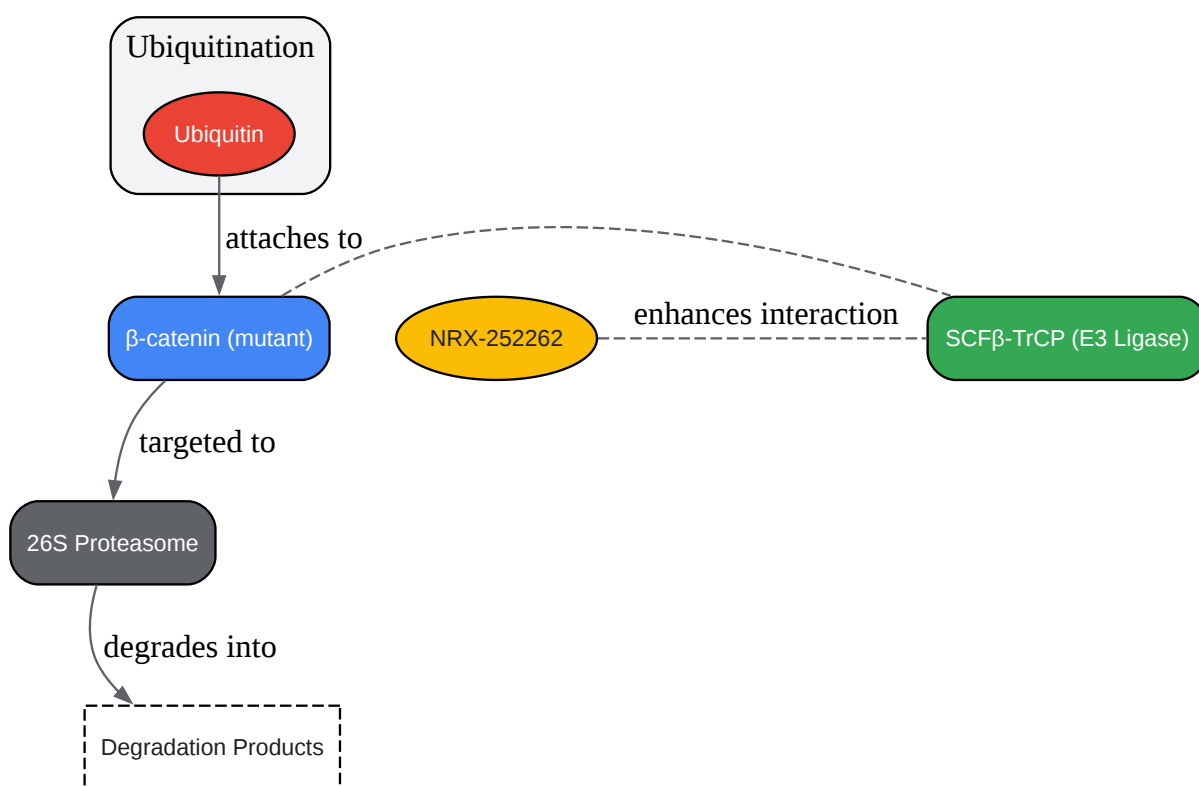 Ubiquitination
Ubiquitin
attaches to
β-catenin (mutant)
NRX-252262
enhances interaction
SCFβ-TrCP (E3 Ligase)
targeted to
26S Proteasome
degrades into
Degradation Products